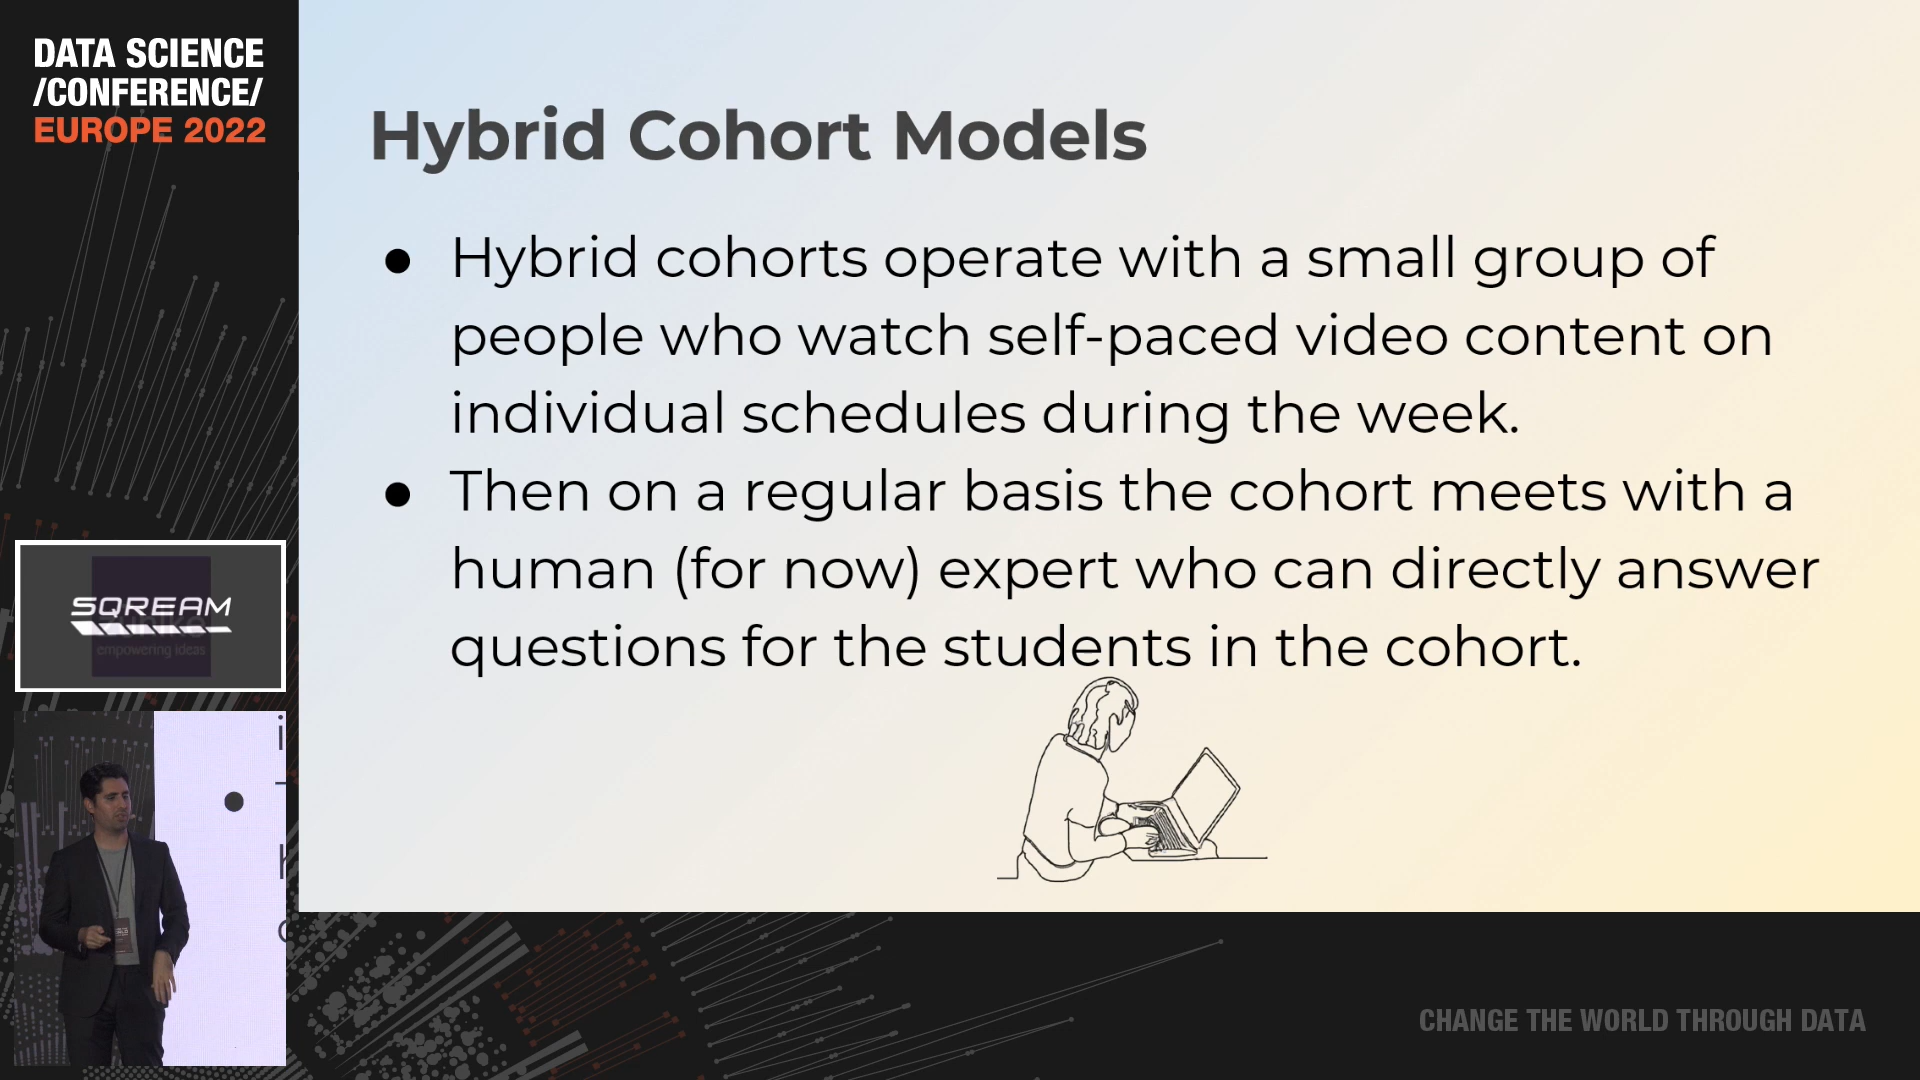 DATA SCIENCE
/CONFERENCE/
EUROPE 2022
Hybrid Cohort Models
● Hybrid cohorts operate with a small group of
people who watch self-paced video content on
individual schedules during the week.
● Then on a regular basis the cohort meets with a
human (for now) expert who can directly answer
questions for the students in the cohort.
SQREAM
empowering ideas
CHANGE THE WORLD THROUGH DATA